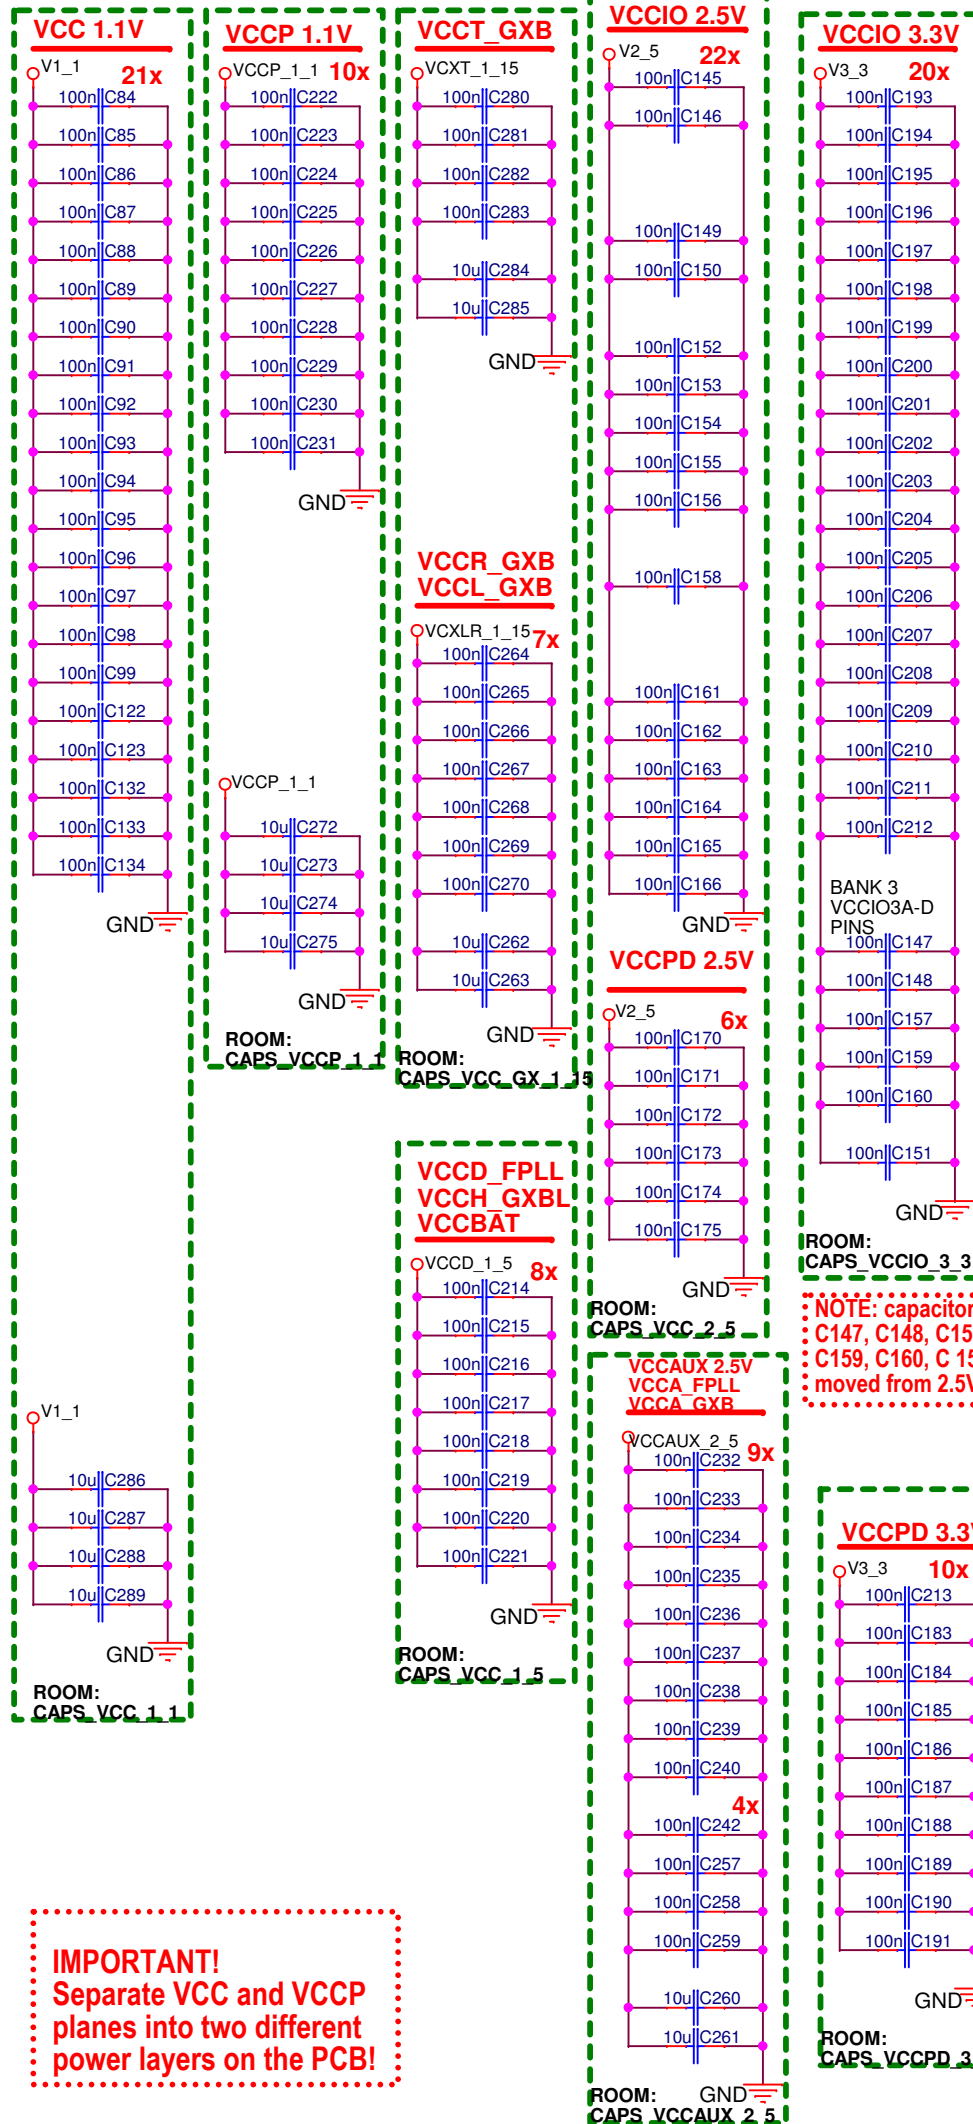 VCC 1.1V
V1_1
21x
100n C84
100n C85
100n C86
100n C87
100n C88
100n C89
100n C90
100n C91
100n C92
100n C93
100n C94
100n C95
100n C96
100n C97
100n C98
100n C99
100n C122
100n C123
100n C132
100n C133
100n C134
GND
V1_1
10u C286
10u C287
10u C288
10u C289
GND
ROOM:
CAPS_VCC_1_1
VCCP 1.1V
VCCP_1_1 10x
100n C222
100n C223
100n C224
100n C225
100n C226
100n C227
100n C228
100n C229
100n C230
100n C231
GND
VCCP_1_1
10u C272
10u C273
10u C274
10u C275
GND
ROOM:
CAPS_VCCP_1_1
VCCT_GXB
VCXT_1_15
100n C280
100n C281
100n C282
100n C283
10u C284
10u C285
GND
VCCR_GXB
VCCL_GXB
VCXLR_1_15 7x
100n C264
100n C265
100n C266
100n C267
100n C268
100n C269
100n C270
10u C262
10u C263
GND
ROOM:
CAPS_VCC_GX_1_15
VCCD_FPLL
VCCH_GXBL
VCCBAT
VCCD_1_5 8x
100n C214
100n C215
100n C216
100n C217
100n C218
100n C219
100n C220
100n C221
GND
ROOM:
CAPS_VCC_1_5
VCCIO 2.5V
V2_5
22x
100n C145
100n C146
100n C149
100n C150
100n C152
100n C153
100n C154
100n C155
100n C156
100n C158
100n C161
100n C162
100n C163
100n C164
100n C165
100n C166
GND
VCCPD 2.5V
V2_5
6x
100n C170
100n C171
100n C172
100n C173
100n C174
100n C175
GND
ROOM:
CAPS_VCC_2_5
VCCAUX 2.5V
VCCA_FPLL
VCCA_GXB
VCCAUX_2_5 9x
100n C232
100n C233
100n C234
100n C235
100n C236
100n C237
100n C238
100n C239
100n C240
4x
100n C242
100n C257
100n C258
100n C259
10u C260
10u C261
GND
ROOM:
CAPS_VCCAUX_2_5
VCCIO 3.3V
V3_3
20x
100n C193
100n C194
100n C195
100n C196
100n C197
100n C198
100n C199
100n C200
100n C201
100n C202
100n C203
100n C204
100n C205
100n C206
100n C207
100n C208
100n C209
100n C210
100n C211
100n C212
BANK 3
VCCIO3A-D
PINS
100n C147
100n C148
100n C157
100n C159
100n C160
100n C151
GND
ROOM:
CAPS_VCCIO_3_3
NOTE: capacitor
C147, C148, C15
C159, C160, C 15
moved from 2.5V
VCCPD 3.3V
V3_3
10x
100n C213
100n C183
100n C184
100n C185
100n C186
100n C187
100n C188
100n C189
100n C190
100n C191
GND
ROOM:
CAPS_VCCPD_3
IMPORTANT!
Separate VCC and VCCP
planes into two different
power layers on the PCB!